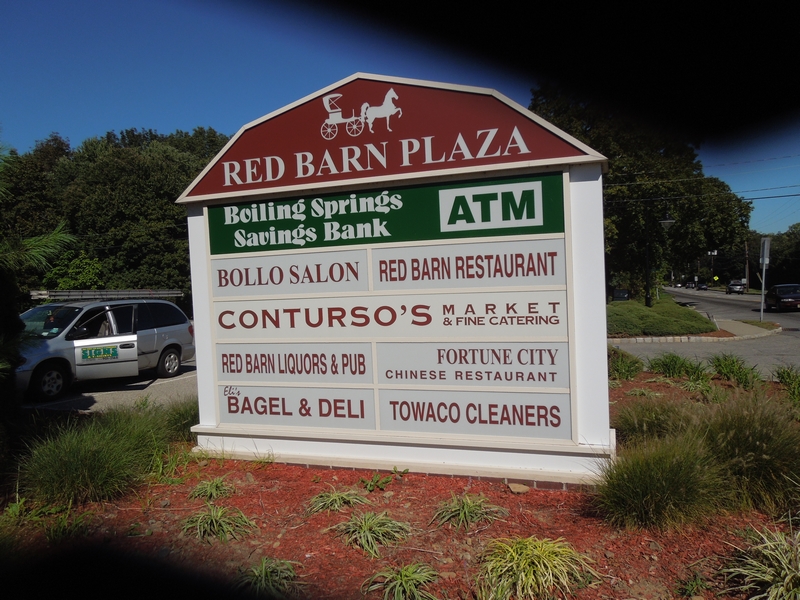 RED BARN PLAZA
Boiling Springs
Savings Bank
ATM
BOLLO SALON
RED BARN RESTAURANT
CONTURSO'S MARKET
& FINE CATERING
RED BARN LIQUORS & PUB
FORTUNE CITY
CHINESE RESTAURANT
Eli's
BAGEL & DELI
TOWACO CLEANERS
SIGNS